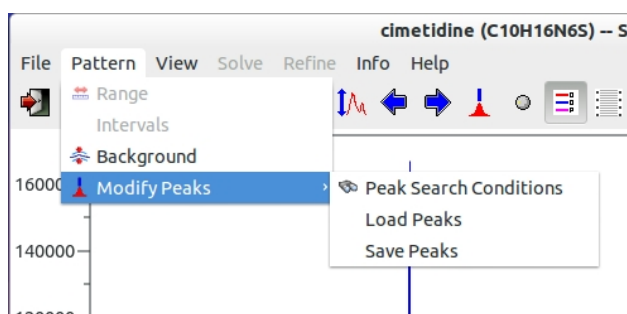 cimetidine (C10H16N6S) -- S
File Pattern View Solve Refine Info Help
Range
Intervals
Background
16000
Modify Peaks
Peak Search Conditions
Load Peaks
Save Peaks
140000